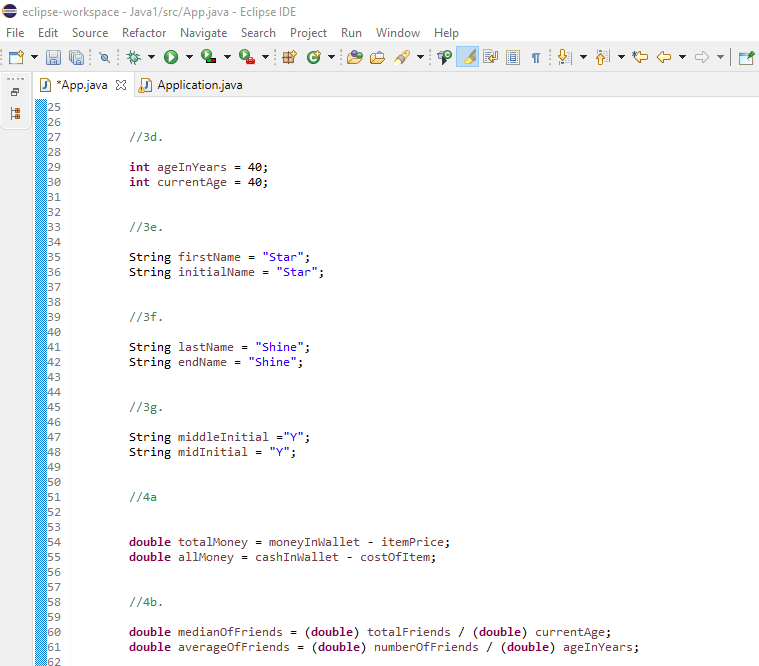 eclipse-workspace - Java1/src/App.java - Eclipse IDE
File Edit Source Refactor Navigate Search Project Run Window Help
*App.java Application.java
25
26
27 //3d.
28
29 int ageInYears = 40;
30 int currentAge = 40;
31
32
33 //3e.
34
35 String firstName = "Star";
36 String initialName = "Star";
37
38
39 //3f.
40
41 String lastName = "Shine";
42 String endName = "Shine";
43
44
45 //3g.
46
47 String middleInitial ="Y";
48 String midInitial = "Y";
49
50
51 //4a
52
53
54 double totalMoney = moneyInWallet - itemPrice;
55 double allMoney = cashInWallet - costOfItem;
56
57
58 //4b.
59
60 double medianOfFriends = (double) totalFriends / (double) currentAge;
61 double averageOfFriends = (double) numberOfFriends / (double) ageInYears;
62